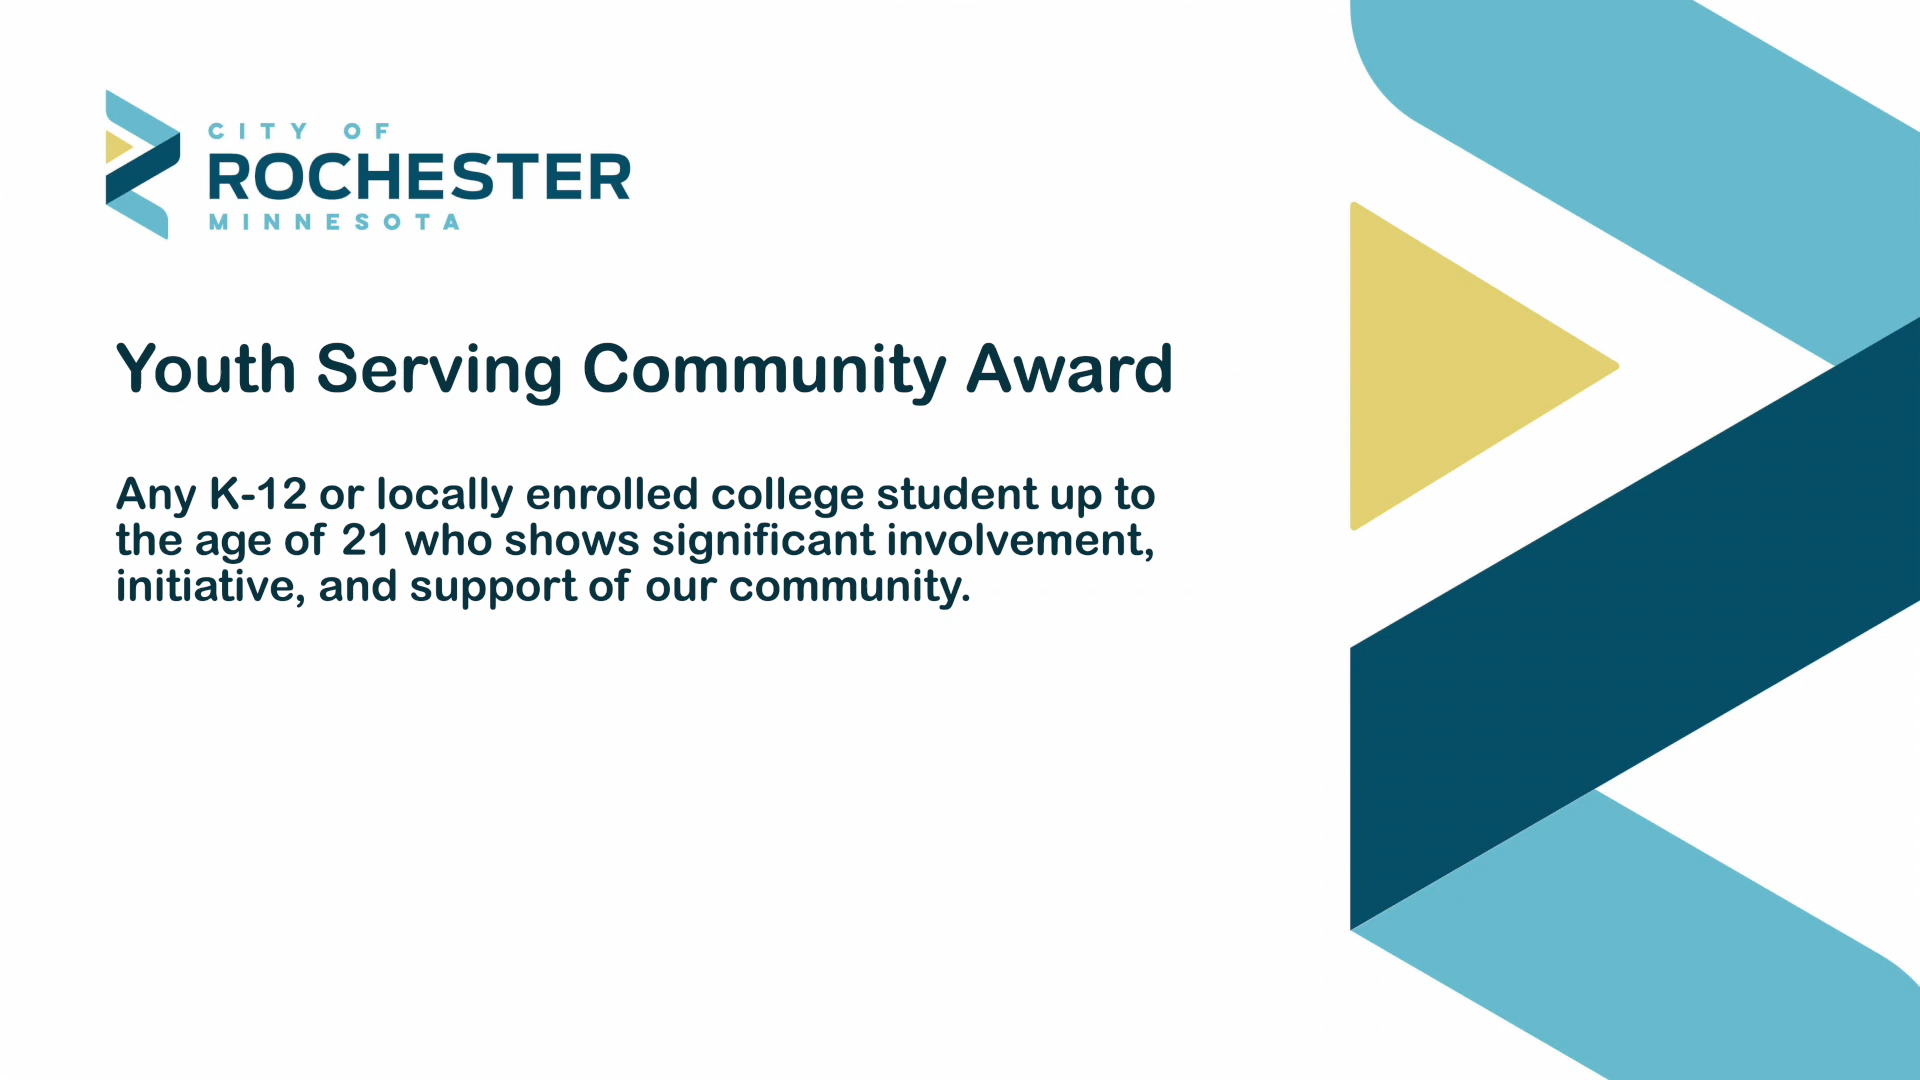 CITY OF
ROCHESTER
MINNESOTA
Youth Serving Community Award
Any K-12 or locally enrolled college student up to
the age of 21 who shows significant involvement,
initiative, and support of our community.